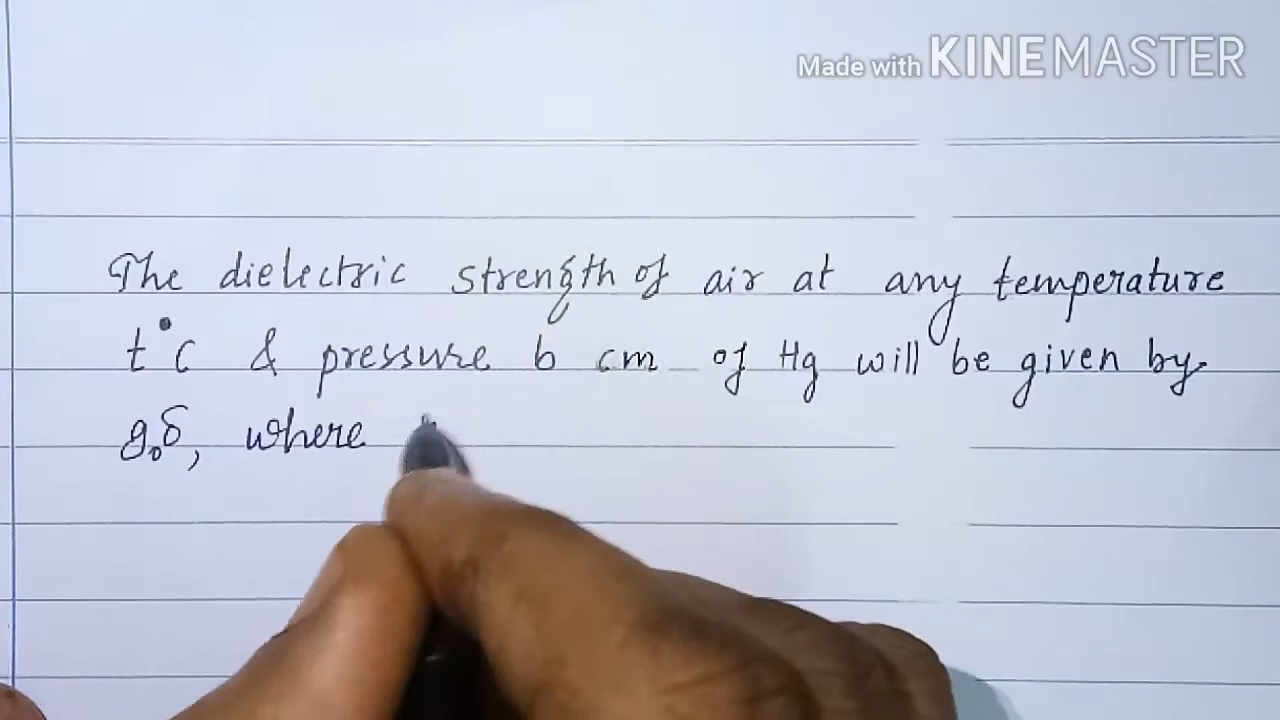 Made with KINEMASTER
The dielectric strength of air at any temperature
t°C & pressure b cm of Hg will be given by
g₀δ, where